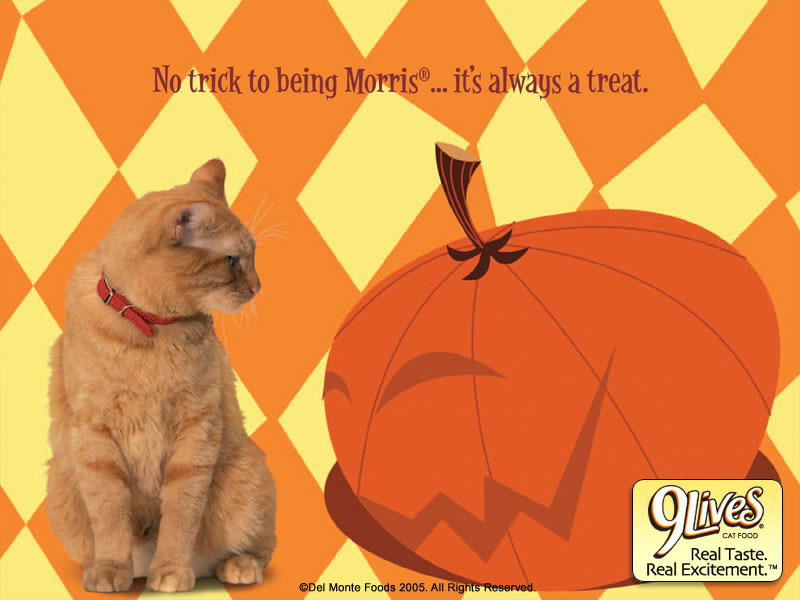 No trick to being Morris®... it's always a treat.
9Lives®
CAT FOOD
Real Taste.
Real Excitement.™
©Del Monte Foods 2005. All Rights Reserved.